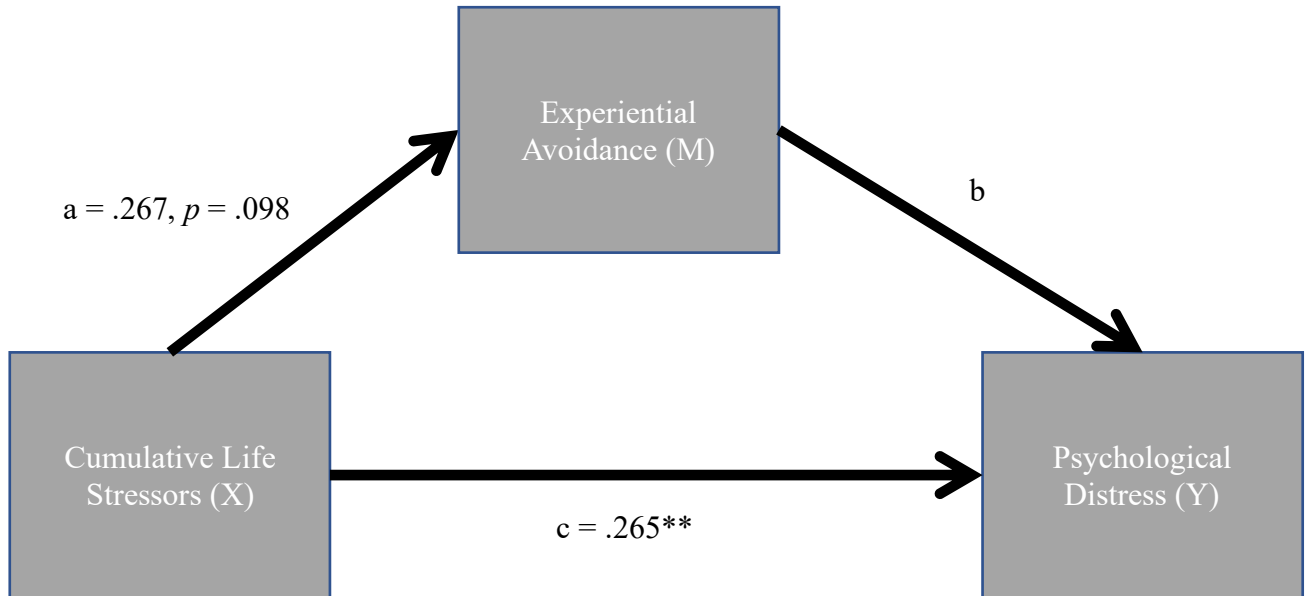 Experiential
Avoidance (M)
a = .267, p = .098
b
Cumulative Life
Stressors (X)
Psychological
Distress (Y)
c = .265**